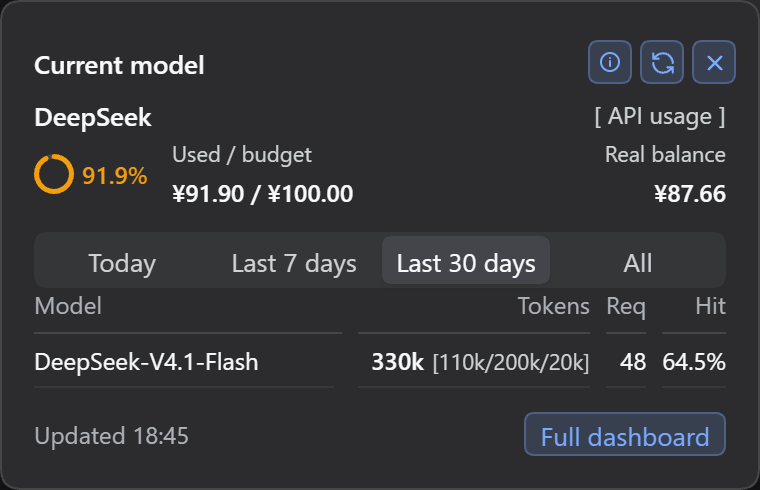 Current model
DeepSeek [ API usage ]
91.9% Used / budget Real balance
¥91.90 / ¥100.00 ¥87.66
Today Last 7 days Last 30 days All
Model Tokens Req Hit
DeepSeek-V4.1-Flash 330k [110k/200k/20k] 48 64.5%
Updated 18:45 Full dashboard